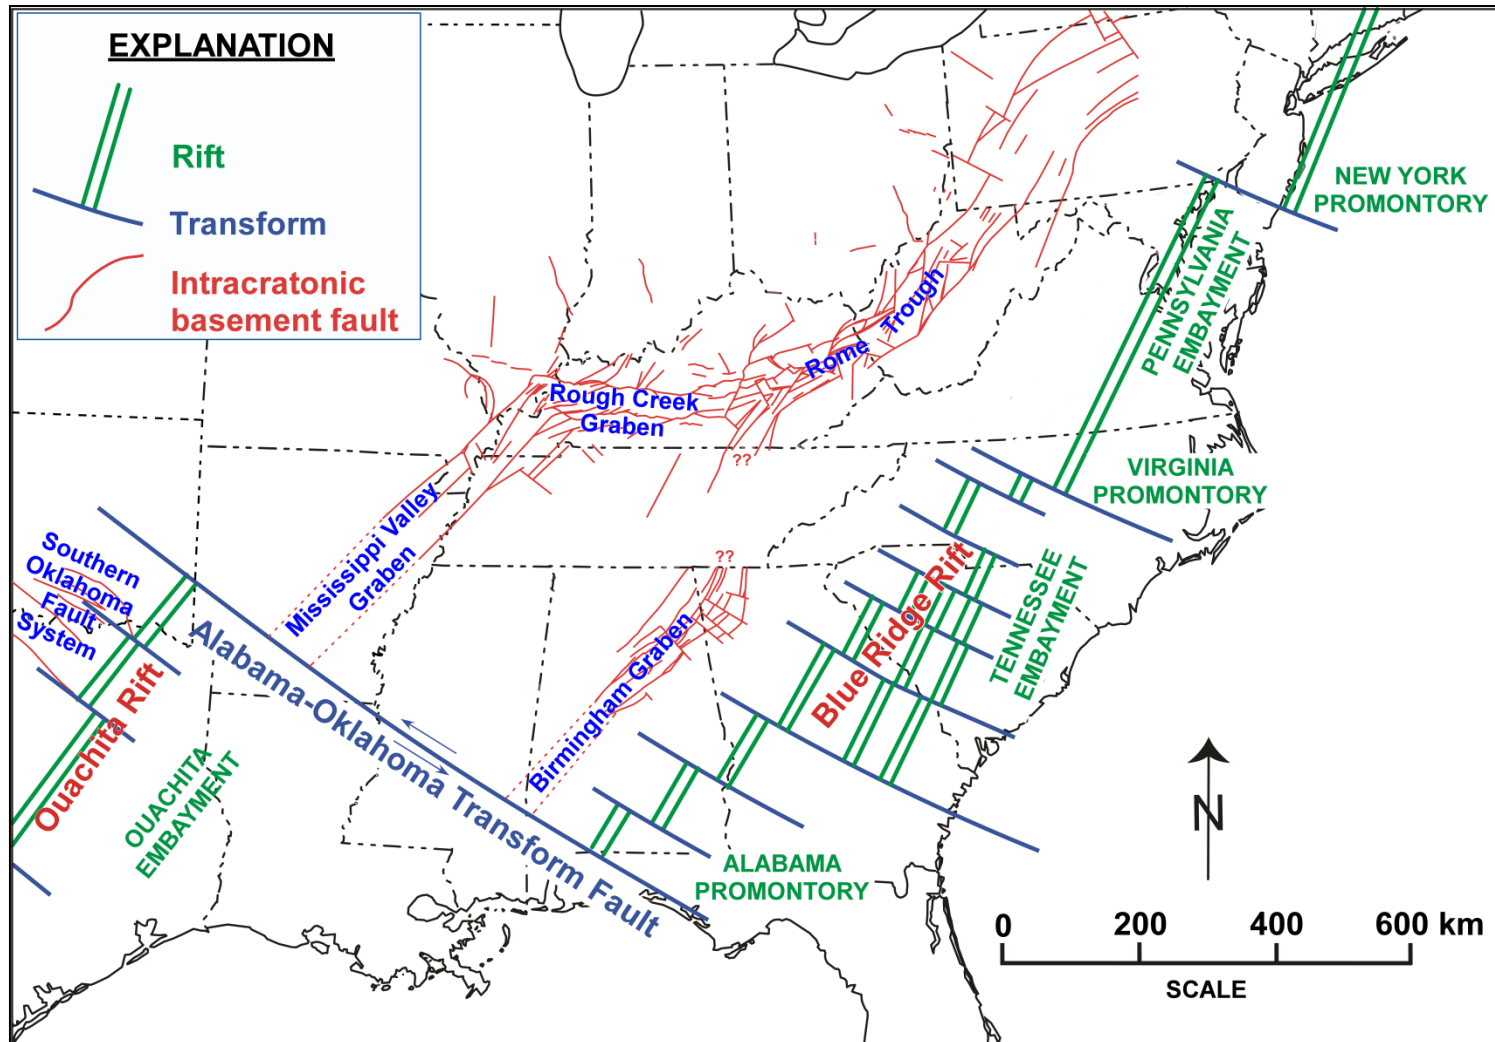 EXPLANATION
Rift
Transform
Intracratonic
basement fault
NEW YORK
PROMONTORY
PENNSYLVANIA
EMBAYMENT
Rome Trough
Rough Creek
Graben
??
VIRGINIA
PROMONTORY
Mississippi Valley
Graben
Southern
Oklahoma
Fault
System
??
Blue Ridge Rift
TENNESSEE
EMBAYMENT
Birmingham Graben
Alabama-Oklahoma Transform Fault
Ouachita Rift
OUACHITA
EMBAYMENT
ALABAMA
PROMONTORY
N
0 200 400 600 km
SCALE